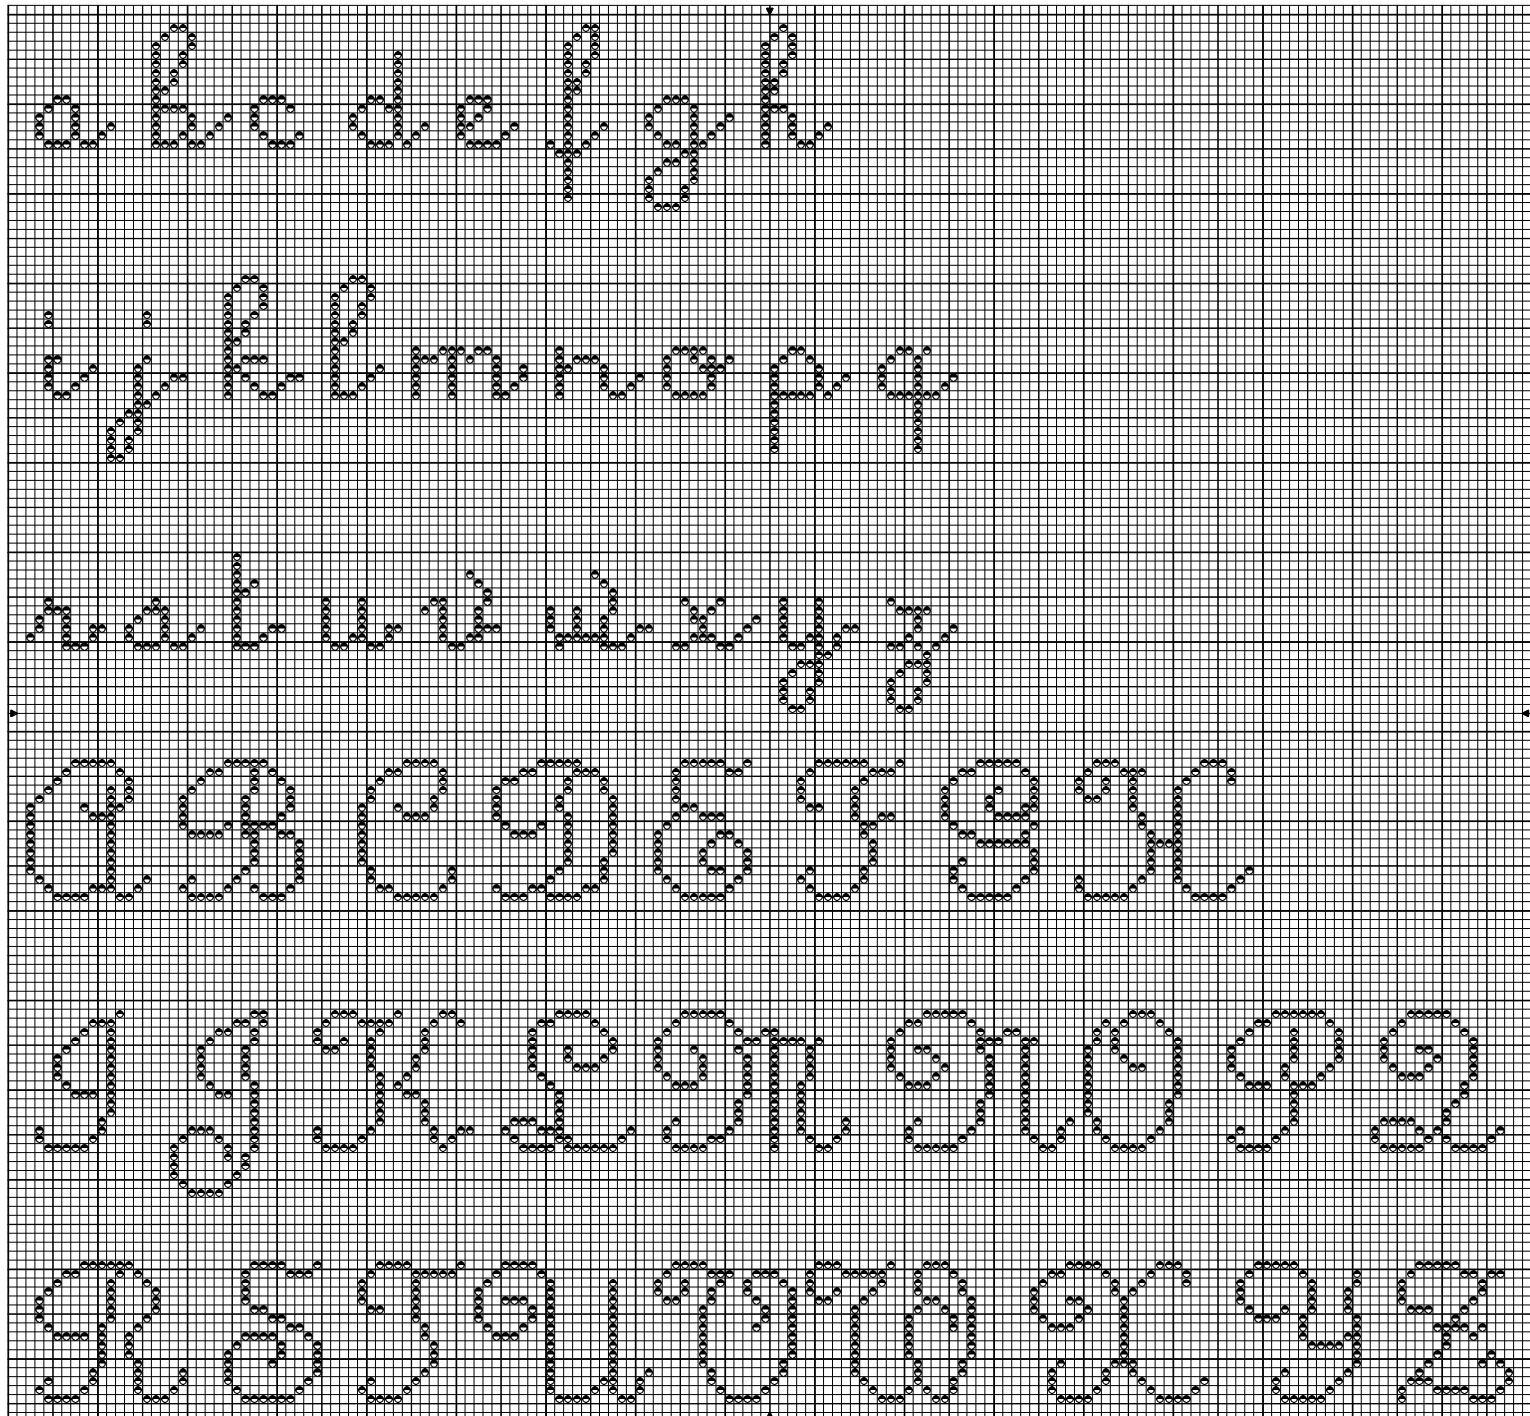 a b c d e f g h
i j k l m n o p q
r s t u v w x y z
A B C D E F G H
I J K L M N O P Q
R S T U V W X Y Z